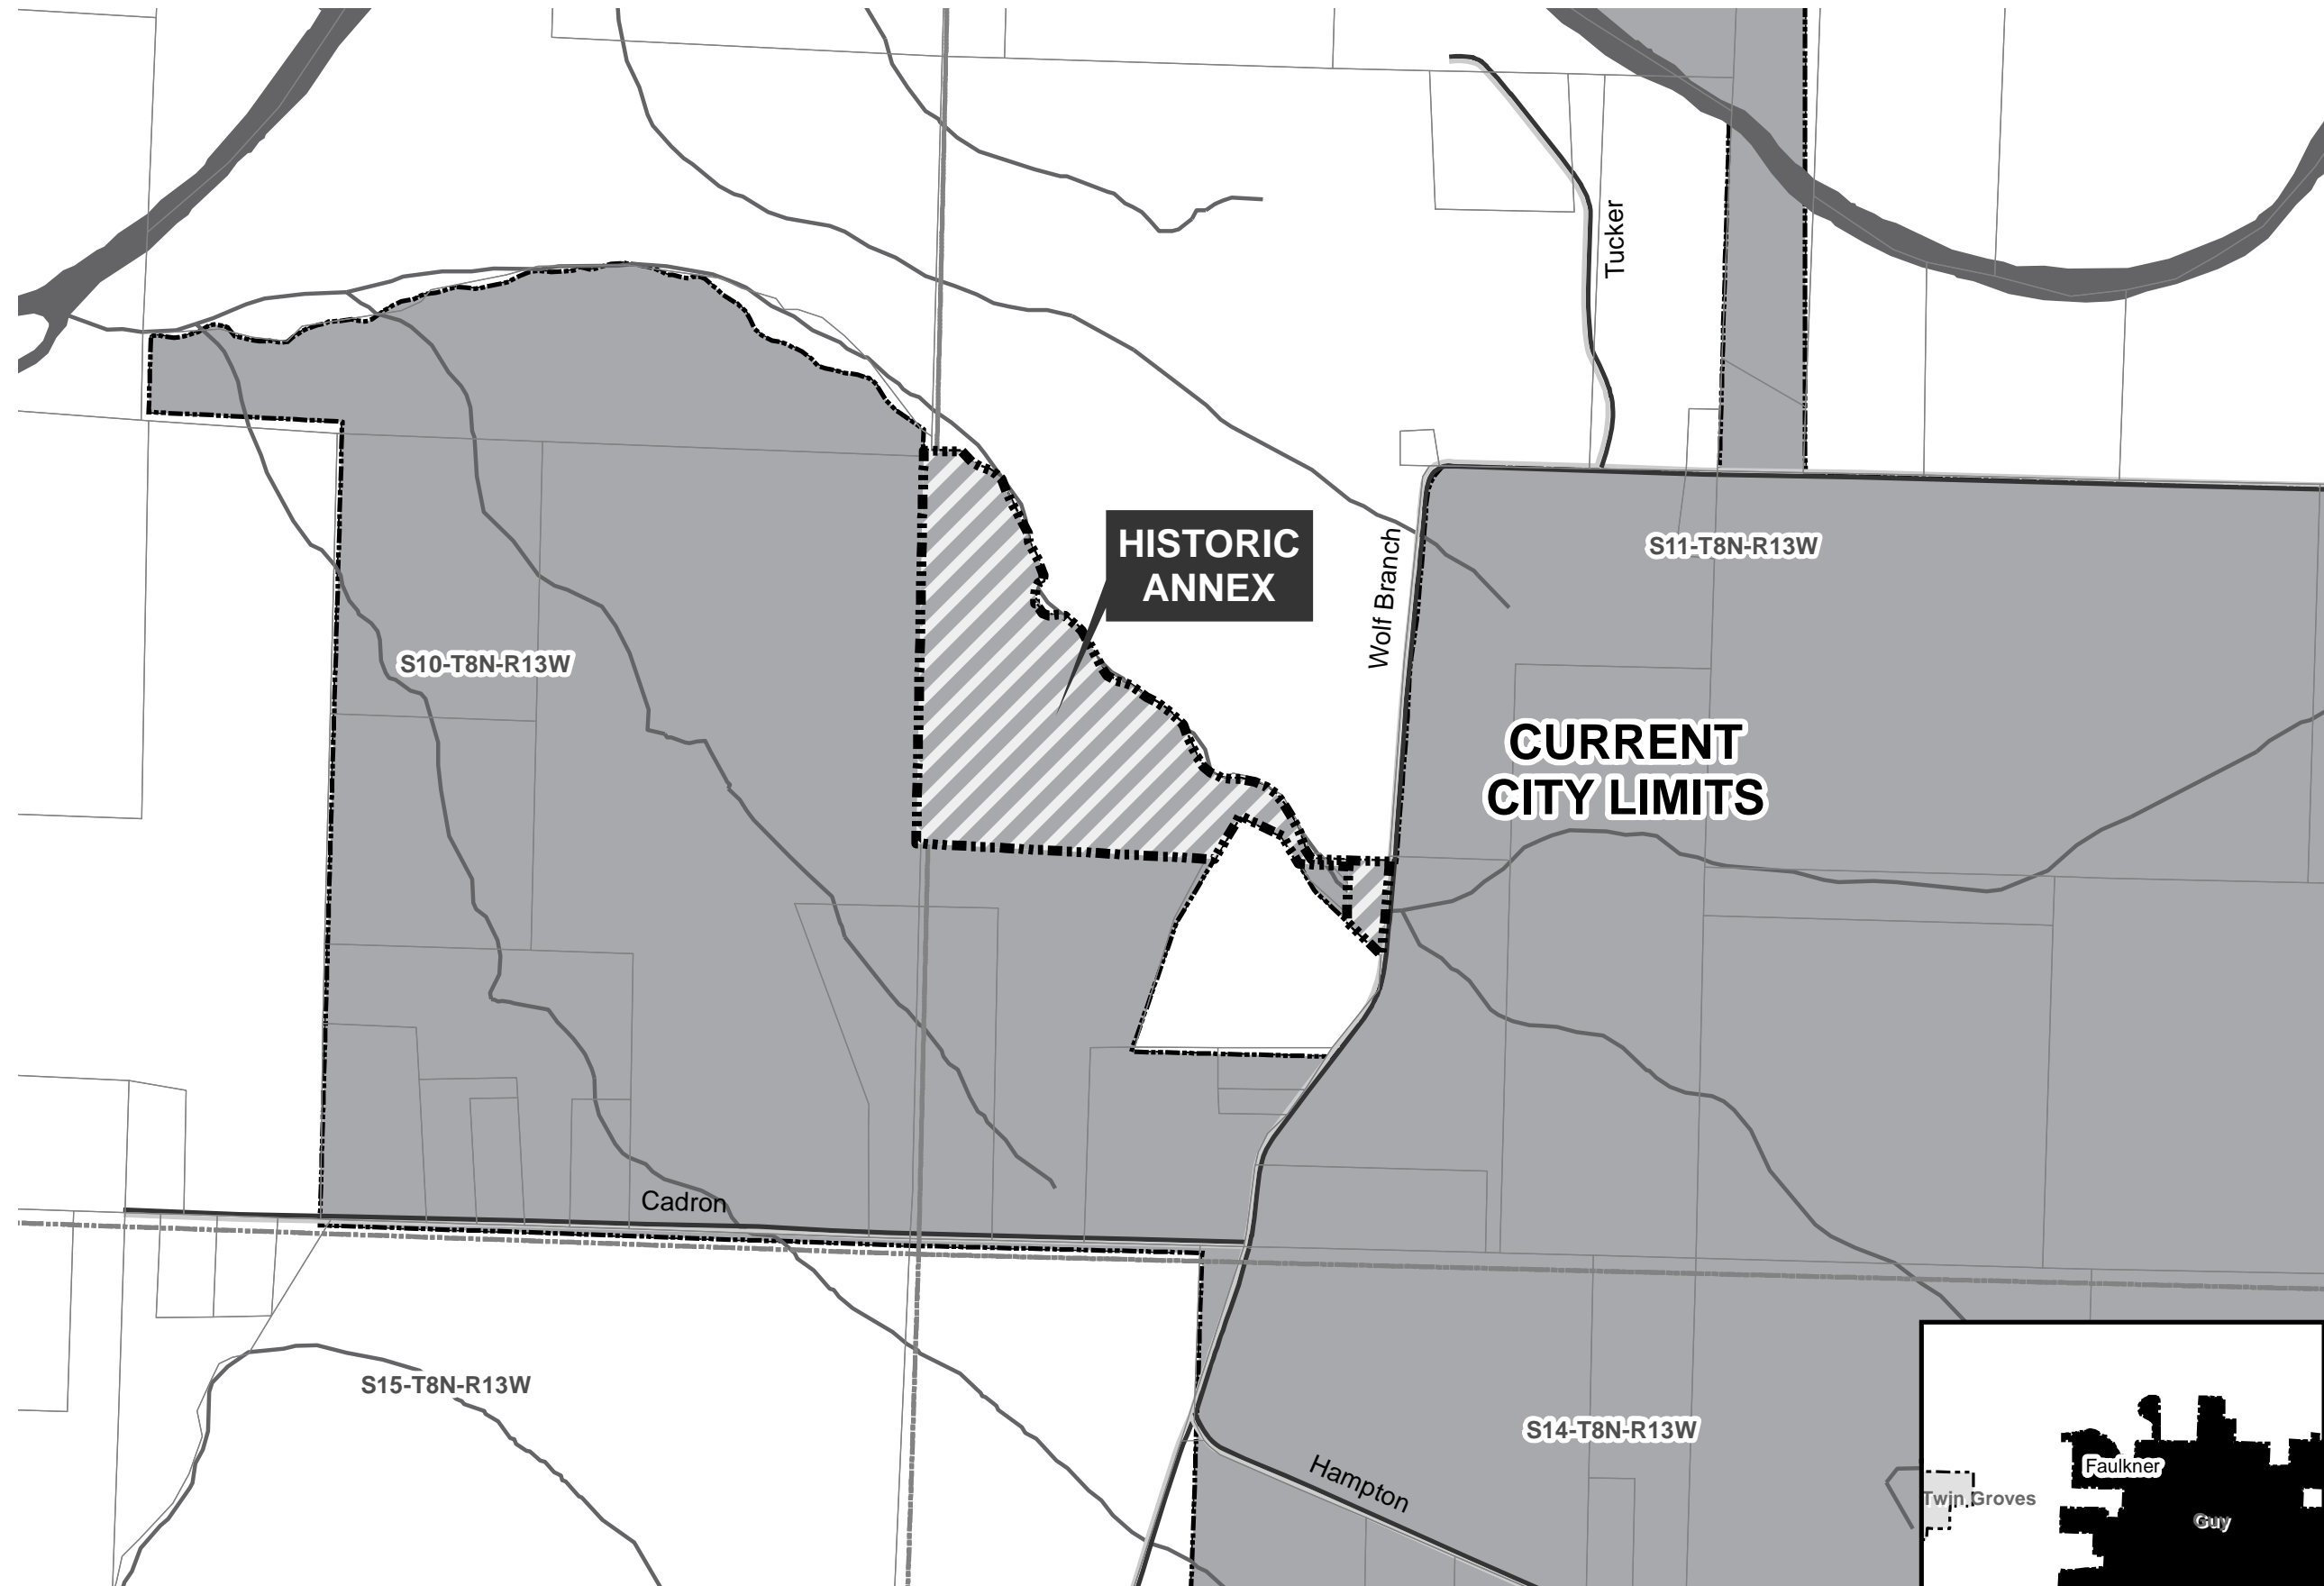 Tucker
HISTORIC
ANNEX
Wolf Branch
S11-T8N-R13W
S10-T8N-R13W
CURRENT
CITY LIMITS
Cadron
S15-T8N-R13W
S14-T8N-R13W
Hampton
Faulkner
Twin Groves
Guy